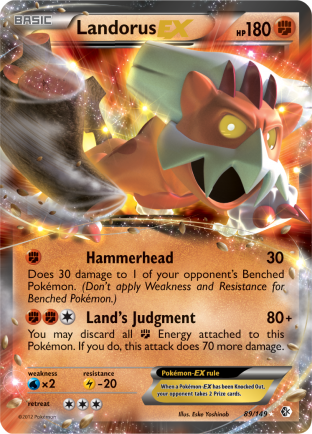 BASIC
Landorus EX HP 180
Hammerhead 30
Does 30 damage to 1 of your opponent's Benched
Pokémon. (Don't apply Weakness and Resistance for
Benched Pokémon.)
Land's Judgment 80+
You may discard all Energy attached to this
Pokémon. If you do, this attack does 70 more damage.
weakness resistance
×2 -20
retreat
Pokémon-EX rule
When a Pokémon-EX has been Knocked Out,
your opponent takes 2 Prize cards.
©2012 Pokémon Illus. Eske Yoshinob 89/149